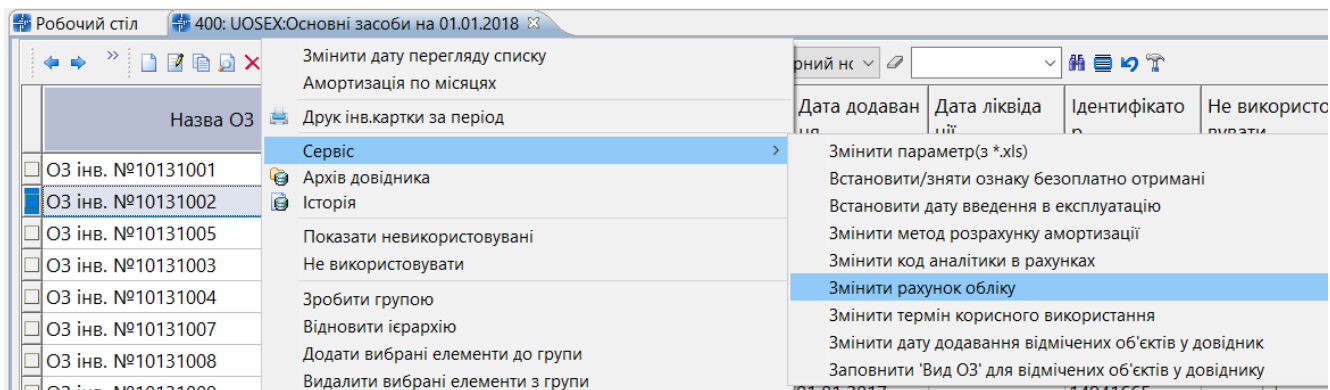 Робочий стіл
400: UOSEX:Основні засоби на 01.01.2018
Змінити дату перегляду списку
Амортизація по місяцях
Друк інв.картки за період
Сервіс
Архів довідника
Історія
Показати невикористовувані
Не використовувати
Зробити групою
Відновити ієрархію
Додати вибрані елементи до групи
Видалити вибрані елементи з групи
Назва ОЗ
ОЗ інв. №10131001
ОЗ інв. №10131002
ОЗ інв. №10131005
ОЗ інв. №10131003
ОЗ інв. №10131004
ОЗ інв. №10131007
ОЗ інв. №10131008
Дата додаван
Дата ліквіда
Ідентифікато
Не використо
Змінити параметр(з *.xls)
Встановити/зняти ознаку безоплатно отримані
Встановити дату введення в експлуатацію
Змінити метод розрахунку амортизації
Змінити код аналітики в рахунках
Змінити рахунок обліку
Змінити термін корисного використання
Змінити дату додавання відмічених об'єктів у довідник
Заповнити 'Вид ОЗ' для відмічених об'єктів у довіднику